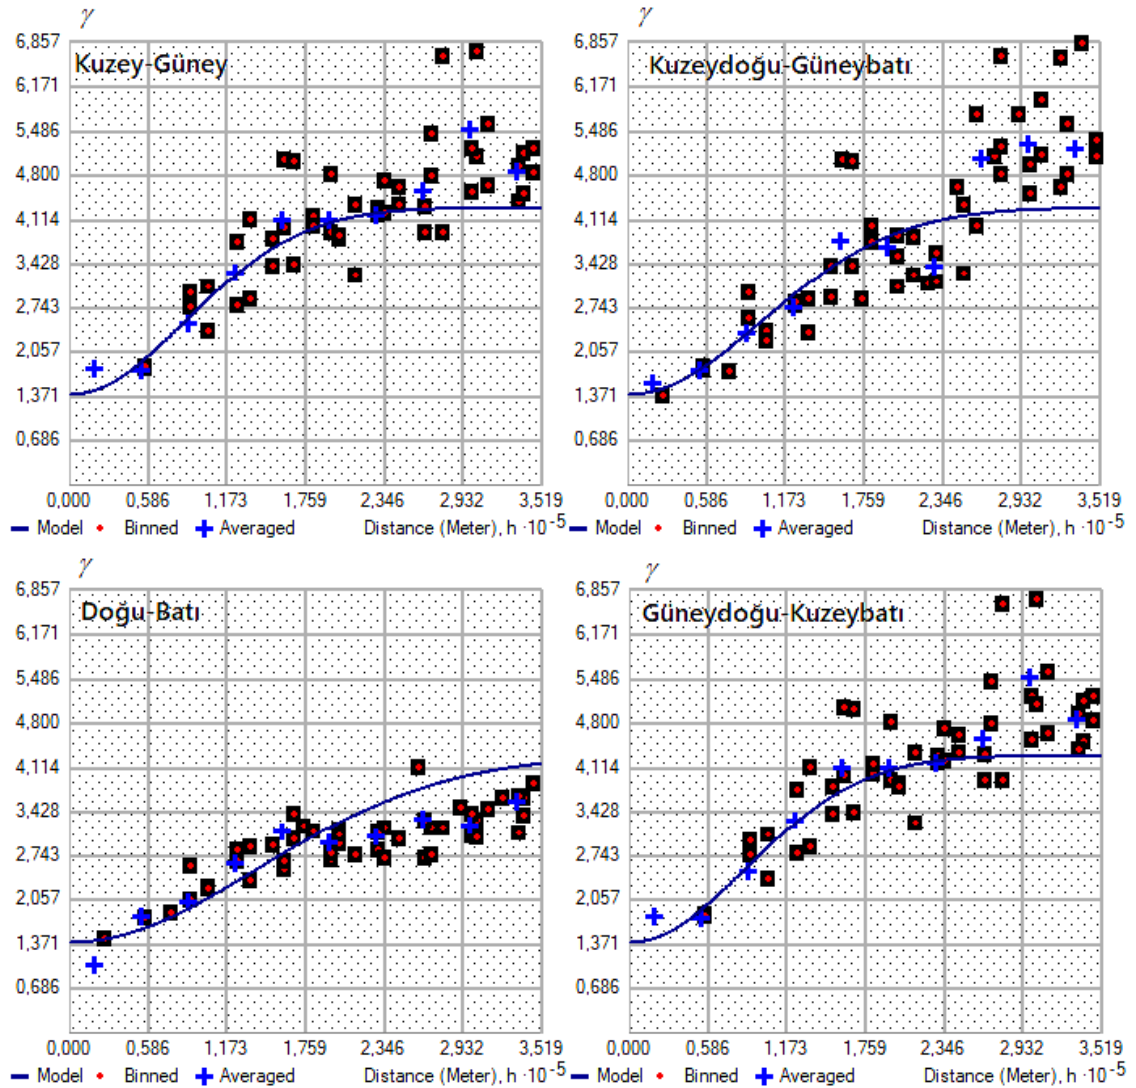 γ
6,857
6,171
5,486
4,800
4,114
3,428
2,743
2,057
1,371
0,686
Kuzey-Güney
0,000 0,586 1,173 1,759 2,346 2,932 3,519
Model Binned Averaged Distance (Meter), h ·10-5
γ
6,857
6,171
5,486
4,800
4,114
3,428
2,743
2,057
1,371
0,686
Kuzeydoğu-Güneybatı
0,000 0,586 1,173 1,759 2,346 2,932 3,519
Model Binned Averaged Distance (Meter), h ·10-5
γ
6,857
6,171
5,486
4,800
4,114
3,428
2,743
2,057
1,371
0,686
Doğu-Batı
0,000 0,586 1,173 1,759 2,346 2,932 3,519
Model Binned Averaged Distance (Meter), h ·10-5
γ
6,857
6,171
5,486
4,800
4,114
3,428
2,743
2,057
1,371
0,686
Güneydoğu-Kuzeybatı
0,000 0,586 1,173 1,759 2,346 2,932 3,519
Model Binned Averaged Distance (Meter), h ·10-5